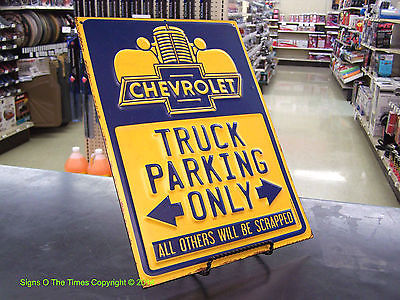 CHEVROLET
TRUCK
PARKING
ONLY
ALL OTHERS WILL BE SCRAPPED
Signs O The Times Copyright ©